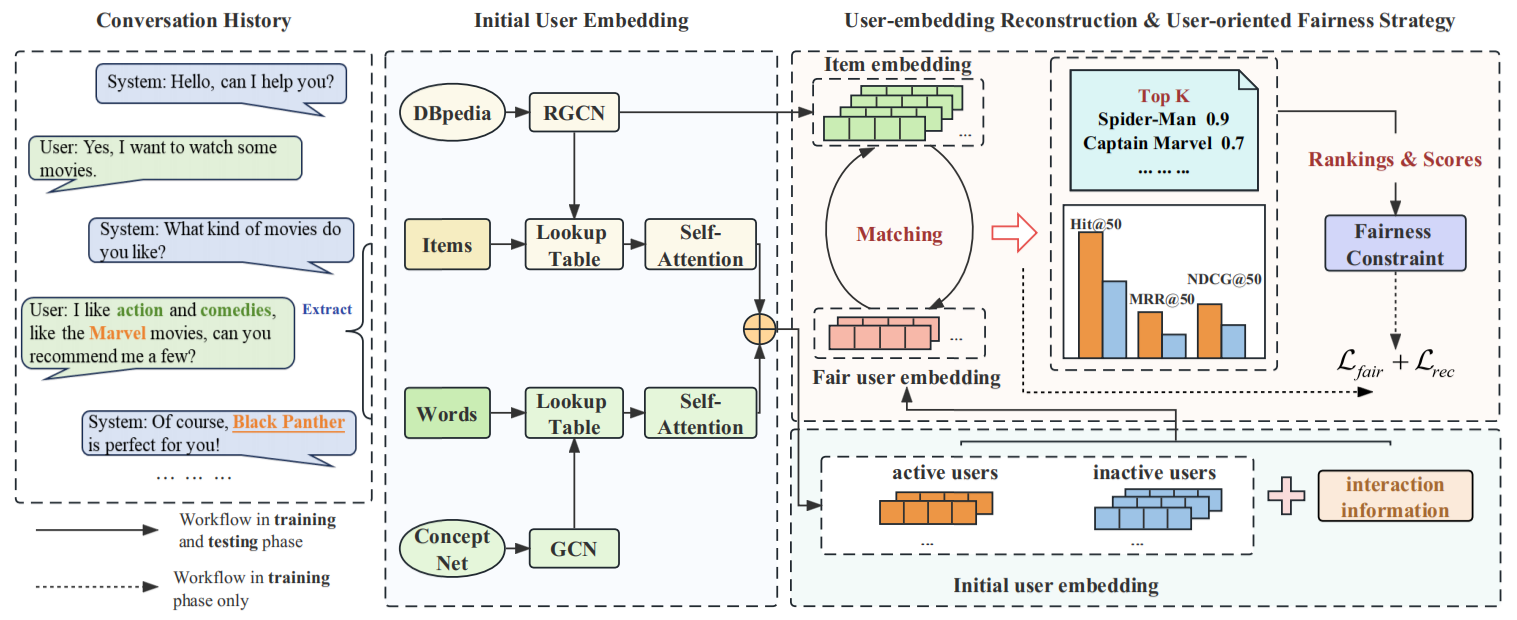 Conversation History
System: Hello, can I help you?
User: Yes, I want to watch some
movies.
System: What kind of movies do
you like?
User: I like action and comedies,
like the Marvel movies, can you
recommend me a few?
System: Of course, Black Panther
is perfect for you!
... ... ...
Extract
Workflow in training
and testing phase
Workflow in training
phase only
Initial User Embedding
DBpedia
RGCN
Items
Lookup
Table
Self-
Attention
Words
Lookup
Table
Self-
Attention
Concept
Net
GCN
User-embedding Reconstruction & User-oriented Fairness Strategy
Item embedding
...
Matching
...
Fair user embedding
Top K
Spider-Man 0.9
Captain Marvel 0.7
... ... ...
Hit@50
MRR@50
NDCG@50
Rankings & Scores
Fairness
Constraint
ℒfair + ℒrec
active users
...
inactive users
...
interaction
information
Initial user embedding